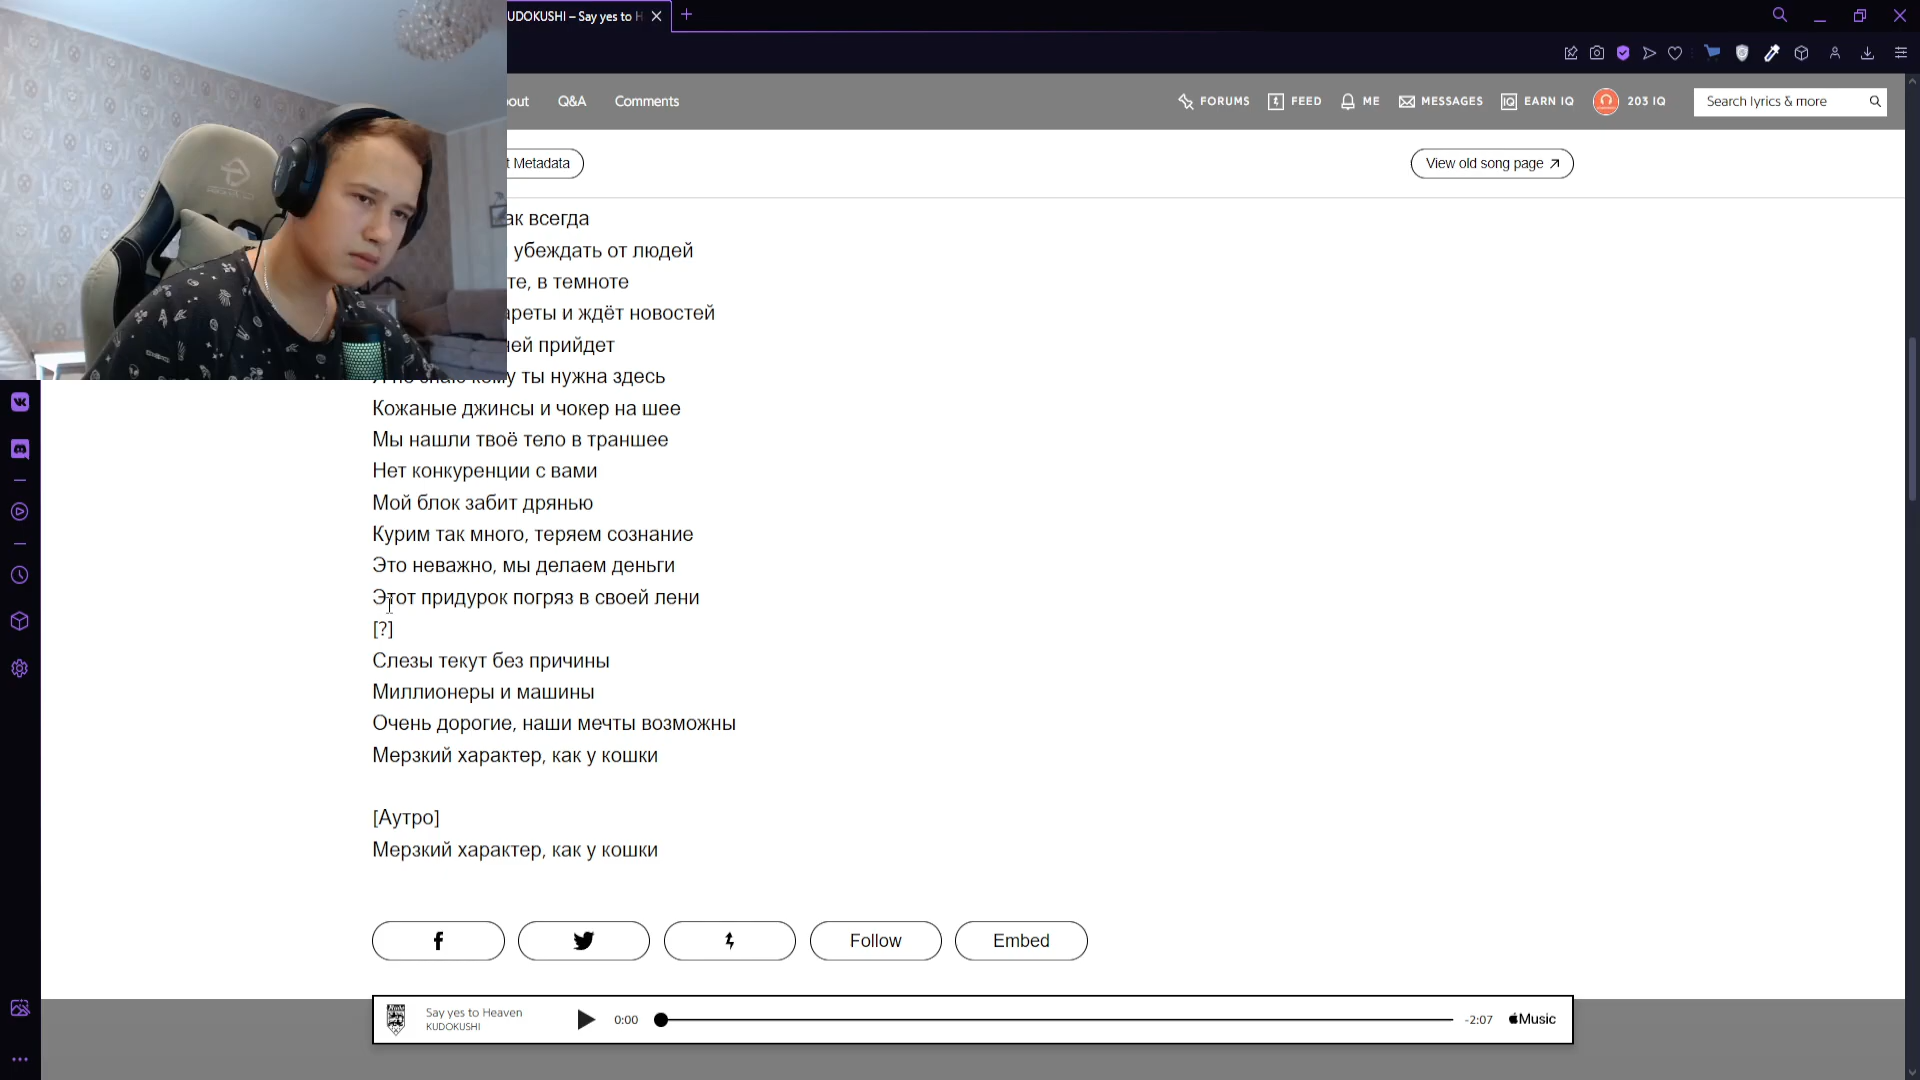 UDOKUSHI – Say yes to H
out
Q&A
Comments
FORUMS
FEED
ME
MESSAGES
EARN IQ
203 IQ
Search lyrics & more
t Metadata
View old song page
ак всегда
убеждать от людей
те, в темноте
ареты и ждёт новостей
ей прийдет
ты нужна здесь
Кожаные джинсы и чокер на шее
Мы нашли твоё тело в траншее
Нет конкуренции с вами
Мой блок забит дрянью
Курим так много, теряем сознание
Это неважно, мы делаем деньги
Этот придурок погряз в своей лени
[?]
Слезы текут без причины
Миллионеры и машины
Очень дорогие, наши мечты возможны
Мерзкий характер, как у кошки
[Аутро]
Мерзкий характер, как у кошки
Follow
Embed
Say yes to Heaven
KUDOKUSHI
0:00
-2:07
Music